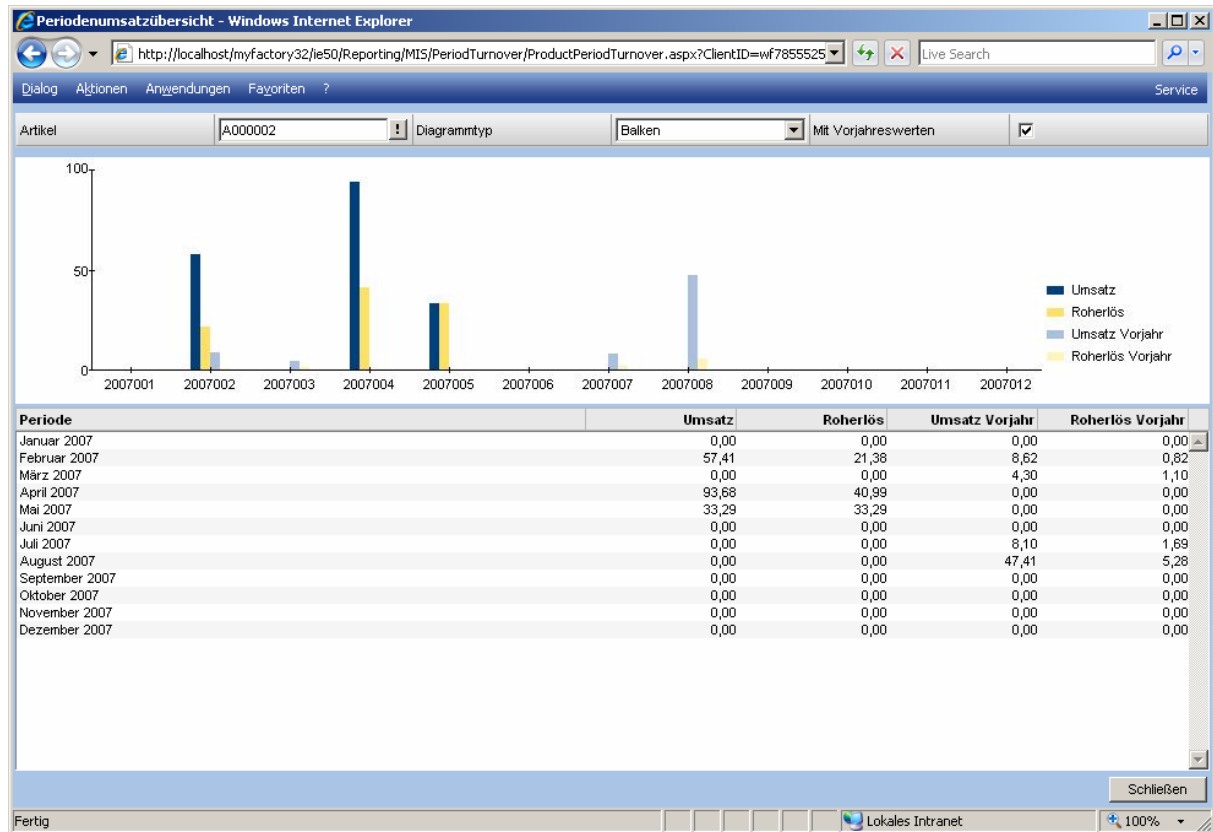 Periodenumsatzübersicht - Windows Internet Explorer
http://localhost/myfactory32/ie50/Reporting/MIS/PeriodTurnover/ProductPeriodTurnover.aspx?ClientID=wf7855525
Live Search
Dialog Aktionen Anwendungen Favoriten ? Service
Artikel A000002 ! Diagrammtyp Balken Mit Vorjahreswerten
100
50
0
Umsatz
Roherlös
Umsatz Vorjahr
Roherlös Vorjahr
2007001 2007002 2007003 2007004 2007005 2007006 2007007 2007008 2007009 2007010 2007011 2007012
Periode Umsatz Roherlös Umsatz Vorjahr Roherlös Vorjahr
Januar 2007 0,00 0,00 0,00 0,00
Februar 2007 57,41 21,38 8,62 0,82
März 2007 0,00 0,00 4,30 1,10
April 2007 93,68 40,99 0,00 0,00
Mai 2007 33,29 33,29 0,00 0,00
Juni 2007 0,00 0,00 0,00 0,00
Juli 2007 0,00 0,00 8,10 1,69
August 2007 0,00 0,00 47,41 5,28
September 2007 0,00 0,00 0,00 0,00
Oktober 2007 0,00 0,00 0,00 0,00
November 2007 0,00 0,00 0,00 0,00
Dezember 2007 0,00 0,00 0,00 0,00
Schließen
Fertig Lokales Intranet 100%